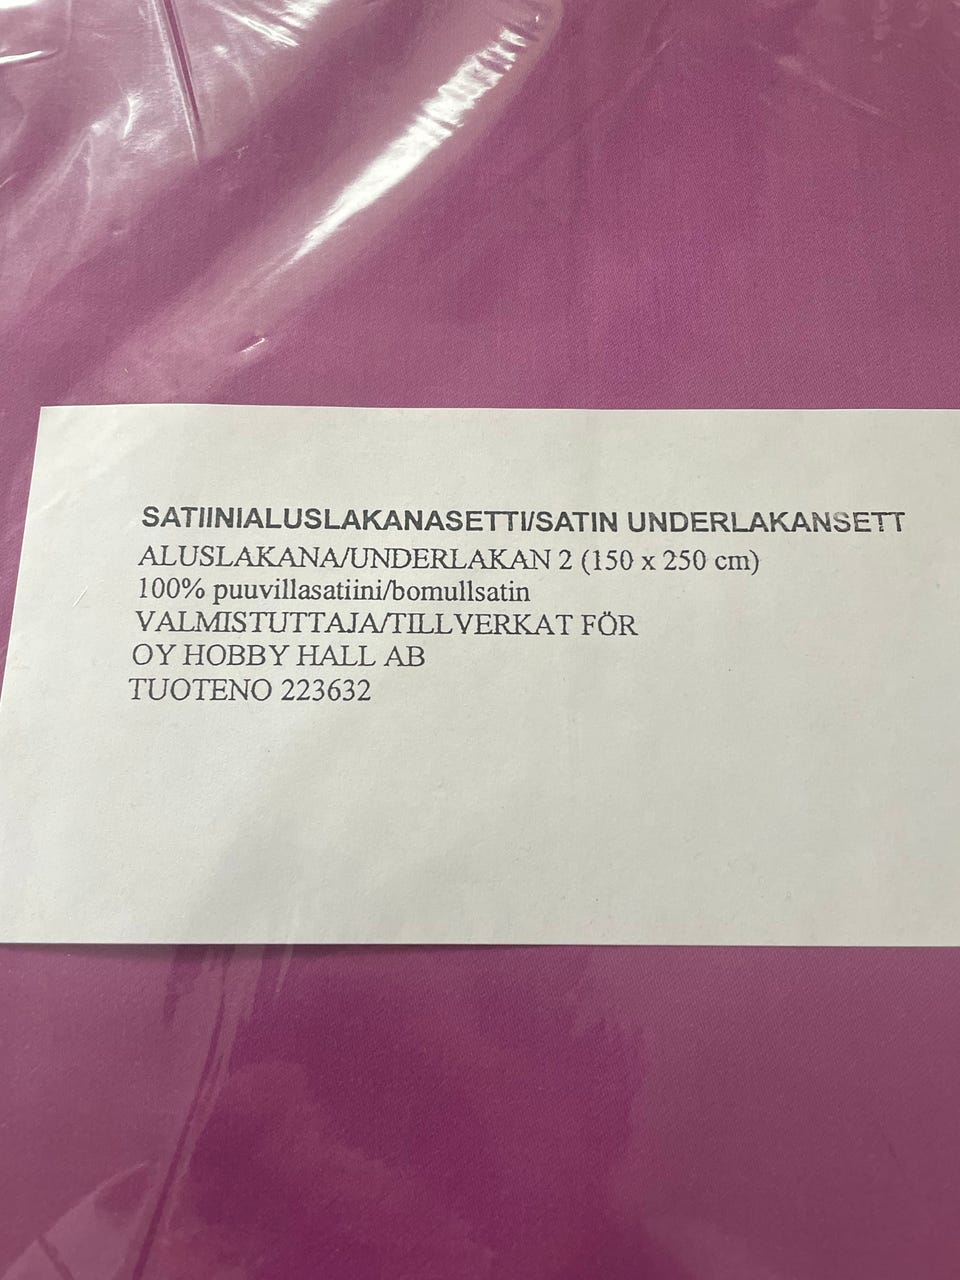 SATIINIALUSLAKANASETTI/SATIN UNDERLAKANSETT
ALUSLAKANA/UNDERLAKAN 2 (150 x 250 cm)
100% puuvillasatiini/bomullsatin
VALMISTUTTAJA/TILLVERKAT FÖR
OY HOBBY HALL AB
TUOTENO 223632